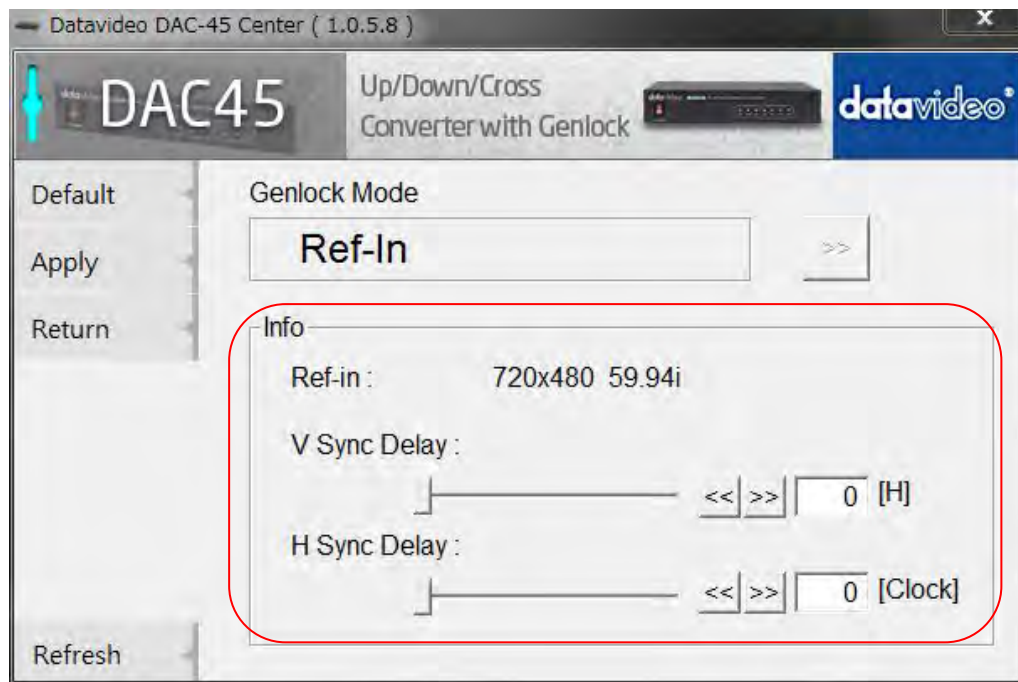 Datavideo DAC-45 Center ( 1.0.5.8 )
x
DAC45
Up/Down/Cross
Converter with Genlock
datavideo
Default
Apply
Return
Refresh
Genlock Mode
Ref-In
>>
Info
Ref-in : 720x480 59.94i
V Sync Delay :
<< >> 0 [H]
H Sync Delay :
<< >> 0 [Clock]